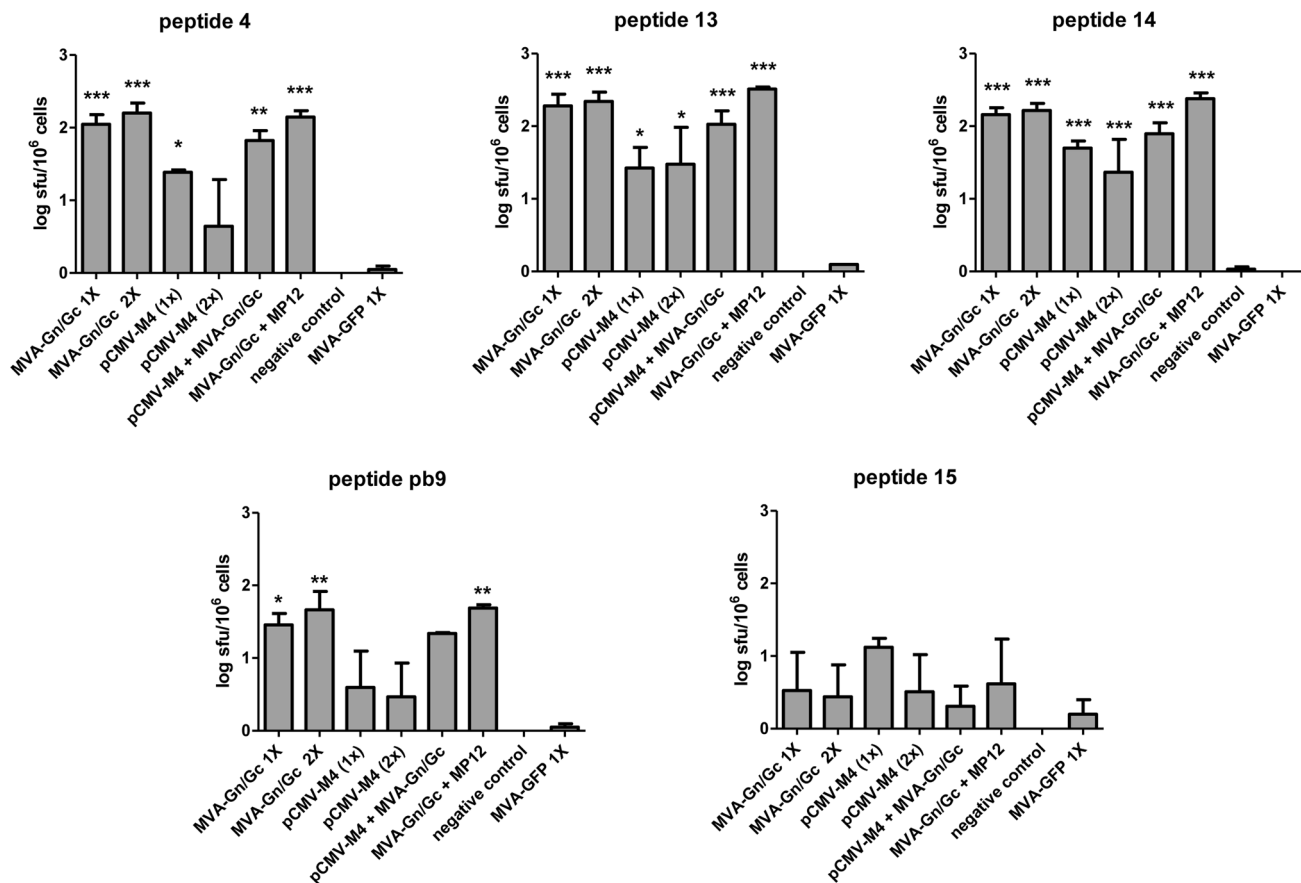 peptide 4
log sfu/10⁶ cells
3
2
1
0
***
***
*
**
***
MVA-Gn/Gc 1X
MVA-Gn/Gc 2X
pCMV-M4 (1x)
pCMV-M4 (2x)
pCMV-M4 + MVA-Gn/Gc
MVA-Gn/Gc + MP12
negative control
MVA-GFP 1X
peptide 13
log sfu/10⁶ cells
3
2
1
0
***
***
*
*
***
***
MVA-Gn/Gc 1X
MVA-Gn/Gc 2X
pCMV-M4 (1x)
pCMV-M4 (2x)
pCMV-M4 + MVA-Gn/Gc
MVA-Gn/Gc + MP12
negative control
MVA-GFP 1X
peptide 14
log sfu/10⁶ cells
3
2
1
0
***
***
***
***
***
***
MVA-Gn/Gc 1X
MVA-Gn/Gc 2X
pCMV-M4 (1x)
pCMV-M4 (2x)
pCMV-M4 + MVA-Gn/Gc
MVA-Gn/Gc + MP12
negative control
MVA-GFP 1X
peptide pb9
log sfu/10⁶ cells
3
2
1
0
*
**
**
MVA-Gn/Gc 1X
MVA-Gn/Gc 2X
pCMV-M4 (1x)
pCMV-M4 (2x)
pCMV-M4 + MVA-Gn/Gc
MVA-Gn/Gc + MP12
negative control
MVA-GFP 1X
peptide 15
log sfu/10⁶ cells
3
2
1
0
MVA-Gn/Gc 1X
MVA-Gn/Gc 2X
pCMV-M4 (1x)
pCMV-M4 (2x)
pCMV-M4 + MVA-Gn/Gc
MVA-Gn/Gc + MP12
negative control
MVA-GFP 1X